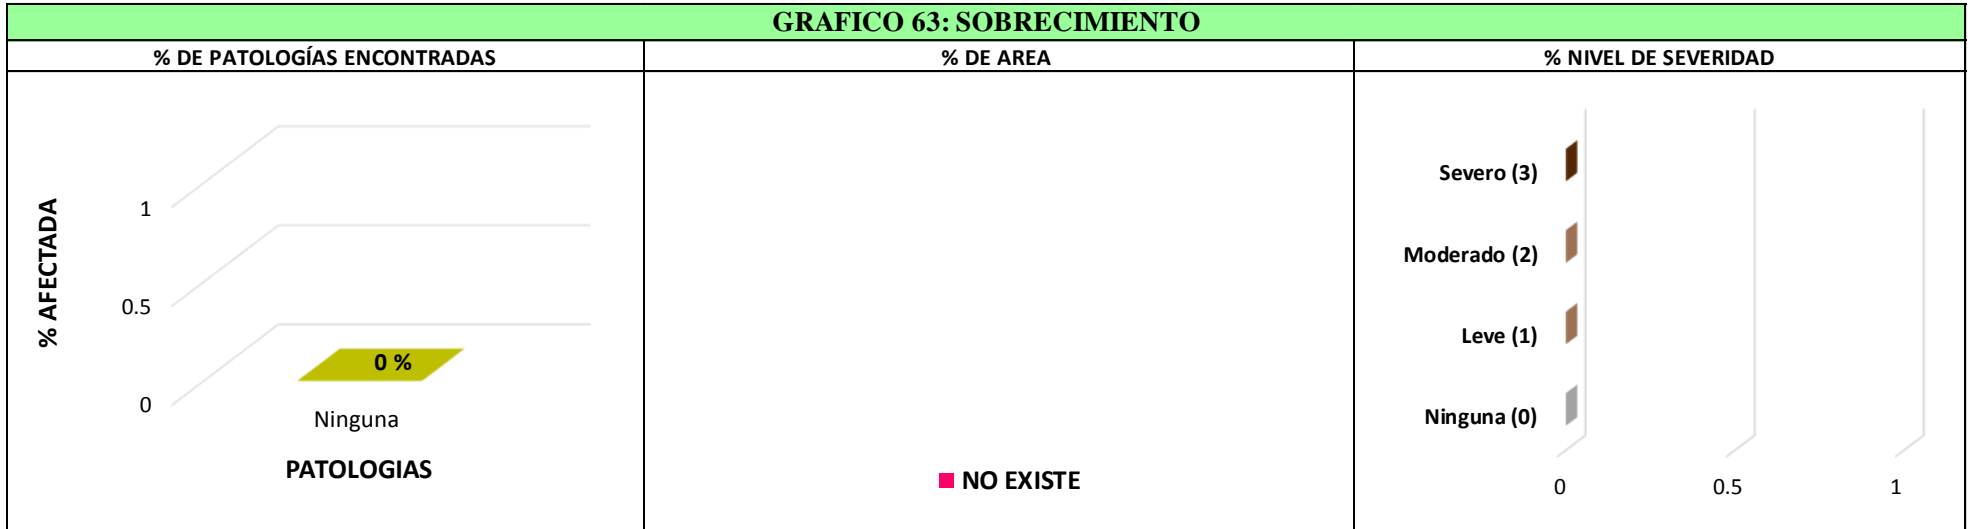 GRAFICO 63: SOBRECIMIENTO
% DE PATOLOGÍAS ENCONTRADAS
% DE AREA
% NIVEL DE SEVERIDAD
% AFECTADA
1
0.5
0
0 %
Ninguna
PATOLOGIAS
NO EXISTE
Severo (3)
Moderado (2)
Leve (1)
Ninguna (0)
0 0.5 1